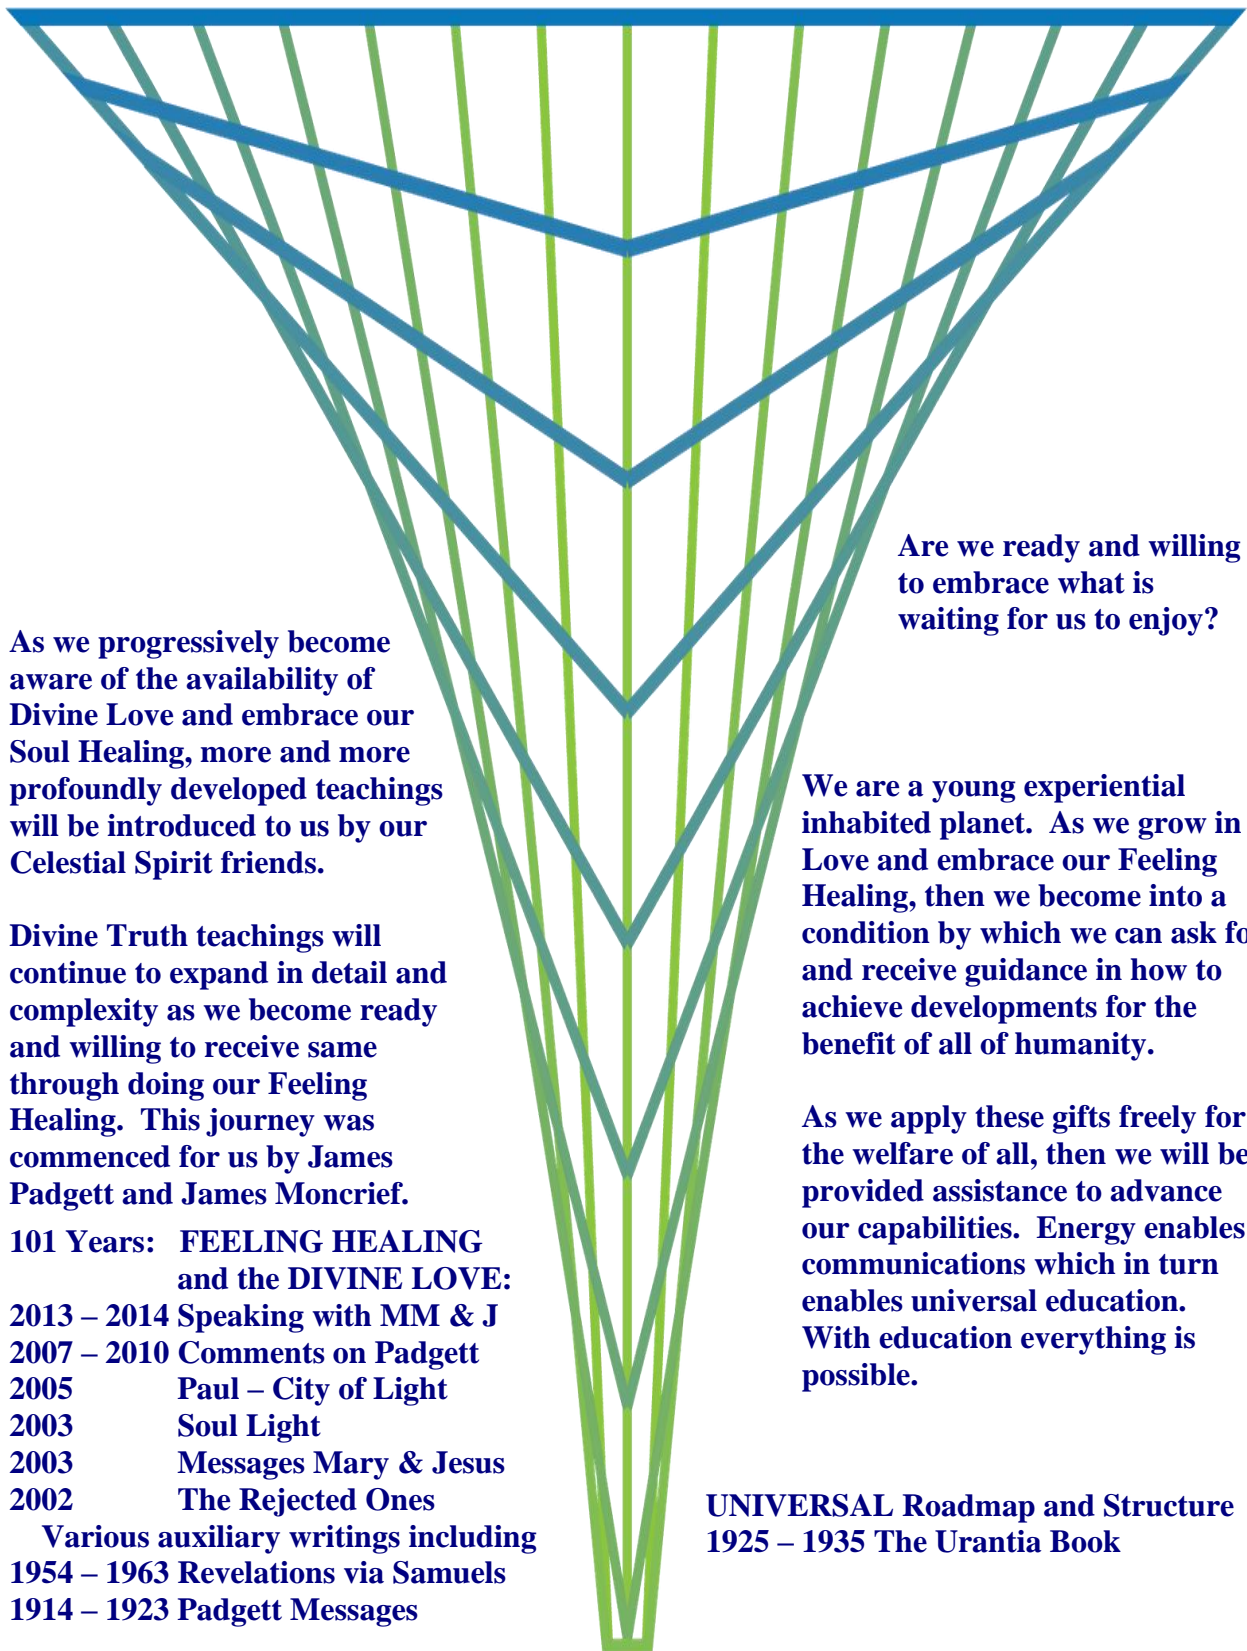 Are we ready and willing
to embrace what is
waiting for us to enjoy?
As we progressively become
aware of the availability of
Divine Love and embrace our
Soul Healing, more and more
profoundly developed teachings
will be introduced to us by our
Celestial Spirit friends.
Divine Truth teachings will
continue to expand in detail and
complexity as we become ready
and willing to receive same
through doing our Feeling
Healing. This journey was
commenced for us by James
Padgett and James Moncrief.
101 Years: FEELING HEALING
and the DIVINE LOVE:
2013 – 2014 Speaking with MM & J
2007 – 2010 Comments on Padgett
2005 Paul – City of Light
2003 Soul Light
2003 Messages Mary & Jesus
2002 The Rejected Ones
Various auxiliary writings including
1954 – 1963 Revelations via Samuels
1914 – 1923 Padgett Messages
We are a young experiential
inhabited planet. As we grow in
Love and embrace our Feeling
Healing, then we become into a
condition by which we can ask fo
and receive guidance in how to
achieve developments for the
benefit of all of humanity.
As we apply these gifts freely for
the welfare of all, then we will be
provided assistance to advance
our capabilities. Energy enables
communications which in turn
enables universal education.
With education everything is
possible.
UNIVERSAL Roadmap and Structure
1925 – 1935 The Urantia Book